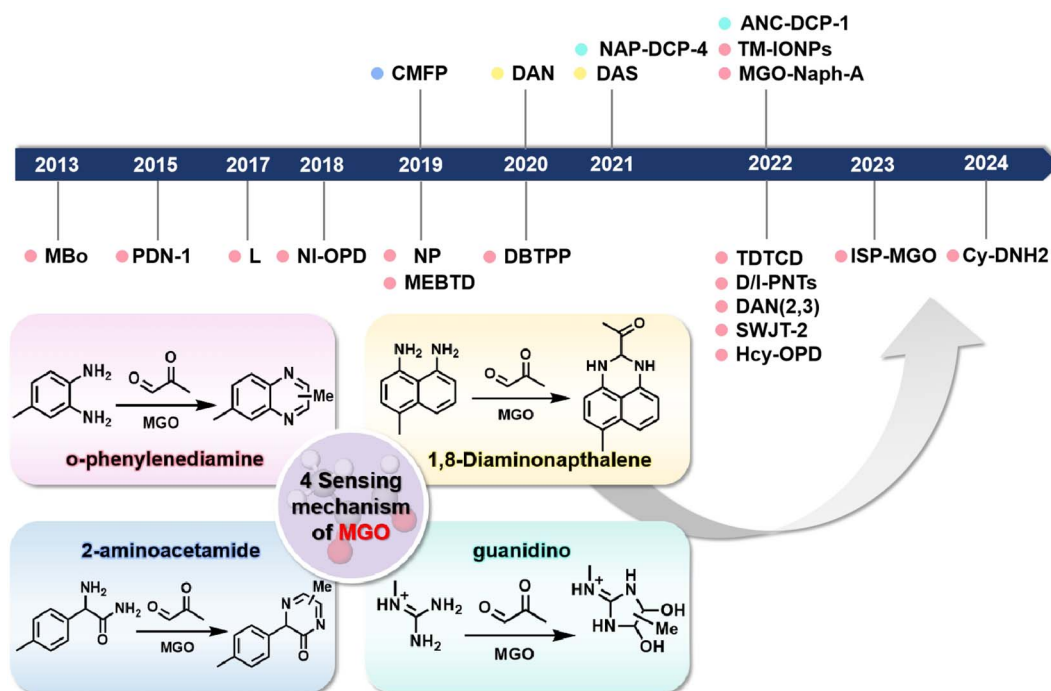 ANC-DCP-1
NAP-DCP-4
TM-IONPs
CMFP
DAN
DAS
MGO-Naph-A
2013
2015
2017
2018
2019
2020
2021
2022
2023
2024
MBo
PDN-1
L
NI-OPD
NP
DBTPP
TDTCD
ISP-MGO
Cy-DNH2
MEBTD
D/I-PNTs
DAN(2,3)
SWJT-2
Hcy-OPD
NH2
NH2
O
O
MGO
N
N
Me
o-phenylenediamine
NH2
NH2
O
O
MGO
O
HN
NH
1,8-Diaminonapthalene
4 Sensing
mechanism
of MGO
2-aminoacetamide
NH2
NH2
O
O
O
MGO
Me
N
N
O
guanidino
HN+
NH2
NH2
O
O
MGO
HN+
H
N
OH
Me
HN
OH